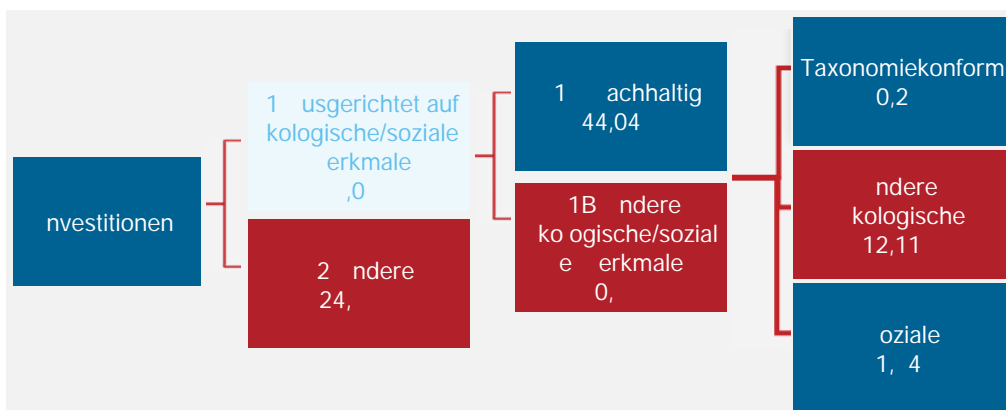 nvestitionen
1 usgerichtet auf
kologische/soziale
erkmale
,0
2 ndere
24,
1 achhaltig
44,04
1B ndere
ko ogische/sozial
e erkmale
0,
Taxonomiekonform
0,2
ndere
kologische
12,11
oziale
1, 4